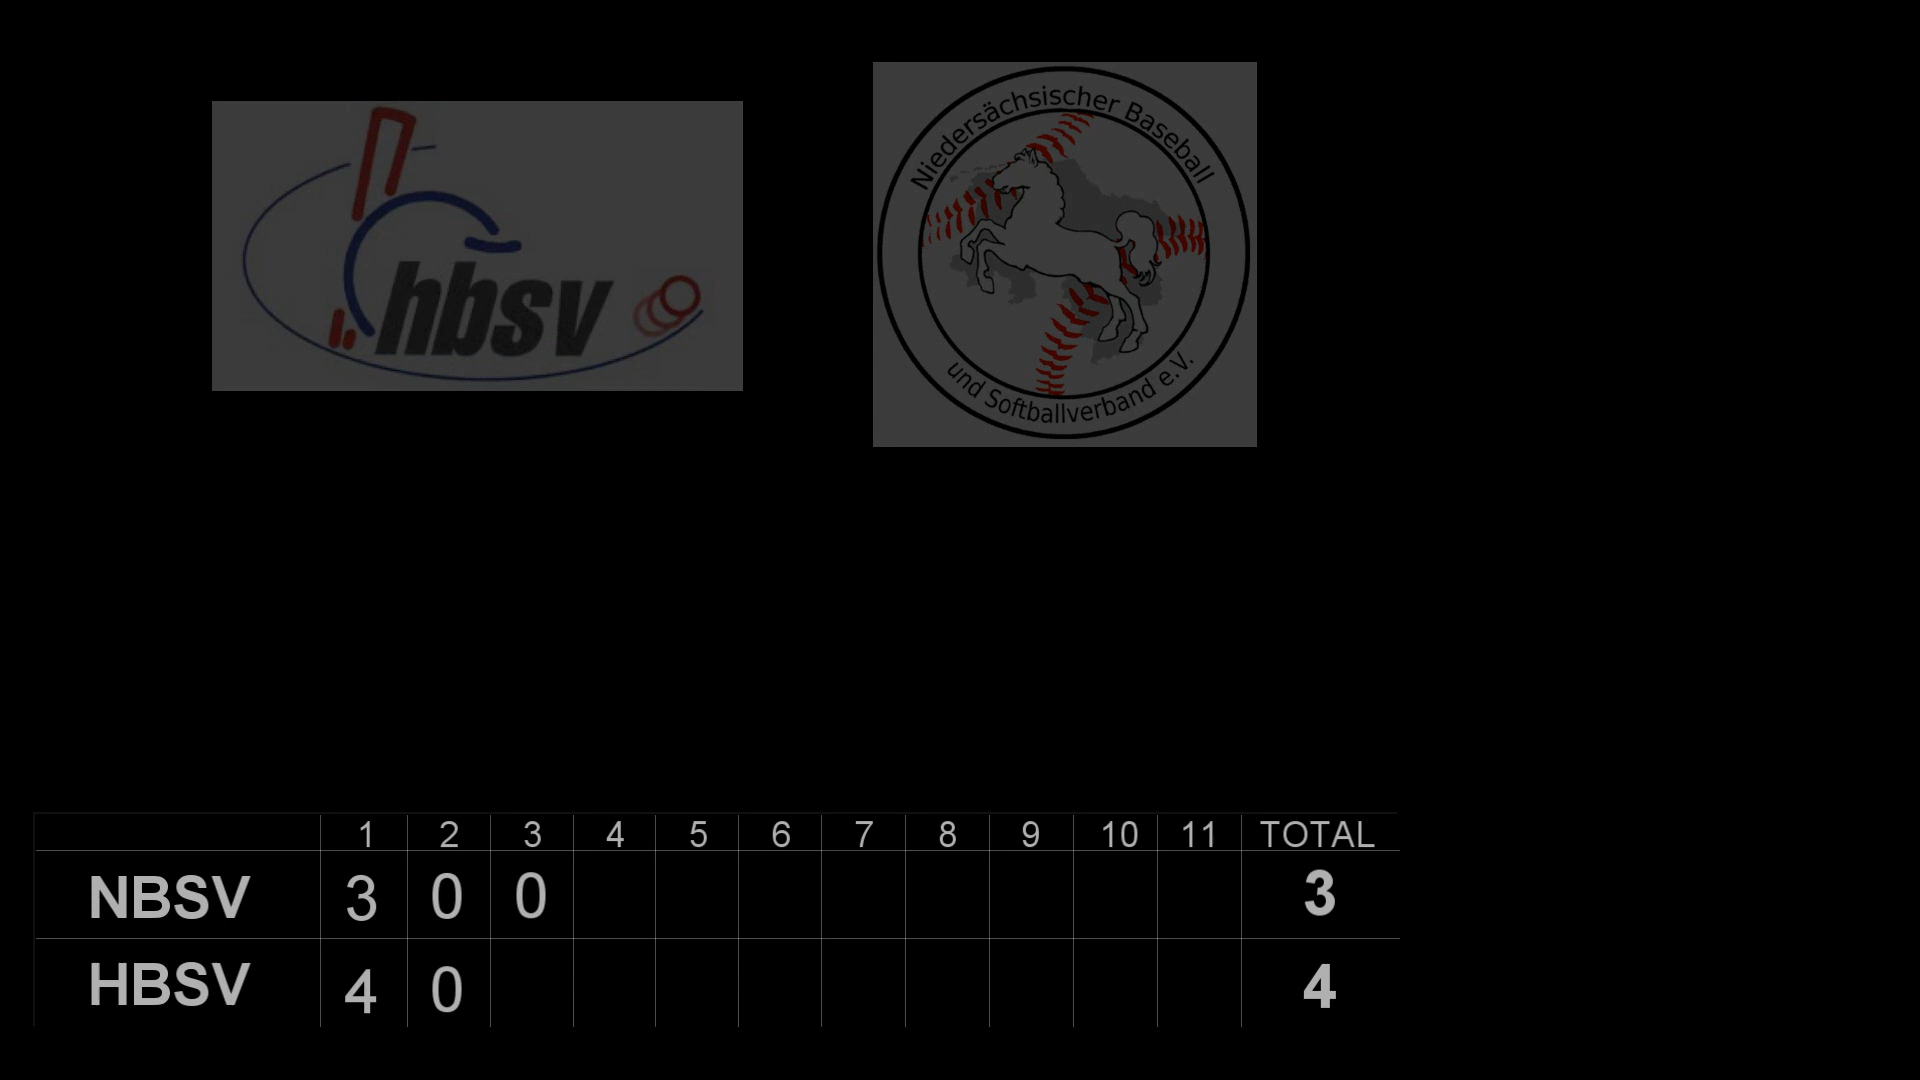 hbsv
Niedersächsischer Baseball
und Softballverband e.V.
1 2 3 4 5 6 7 8 9 10 11 TOTAL
NBSV 3 0 0 3
HBSV 4 0 4